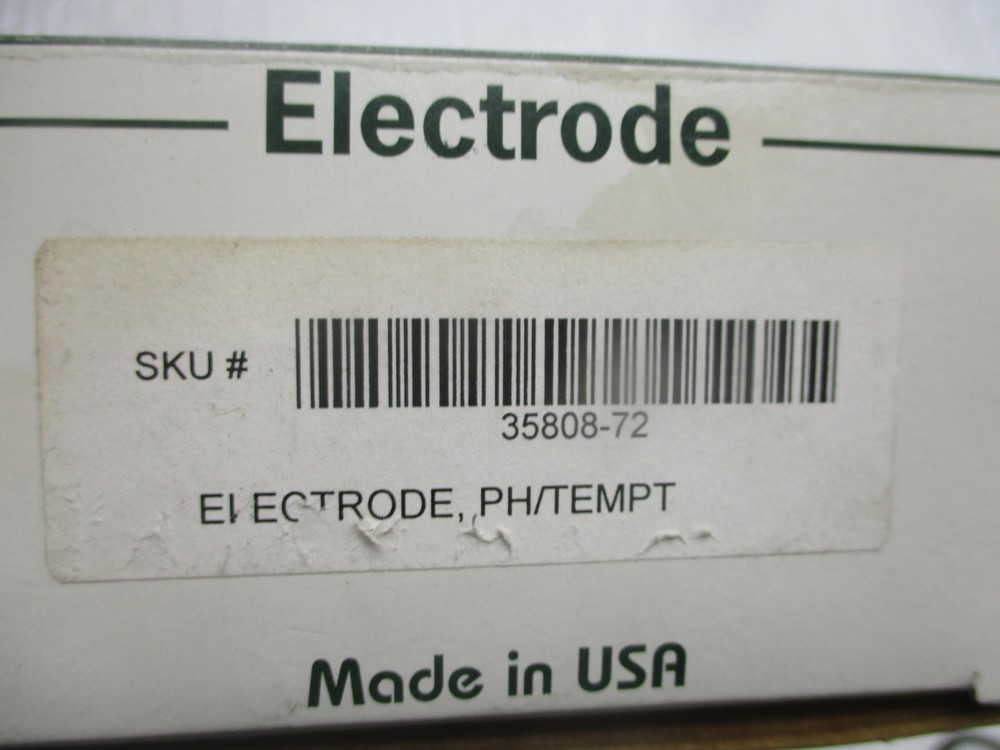 Electrode
SKU #
35808-72
ELECTRODE, PH/TEMPT
Made in USA